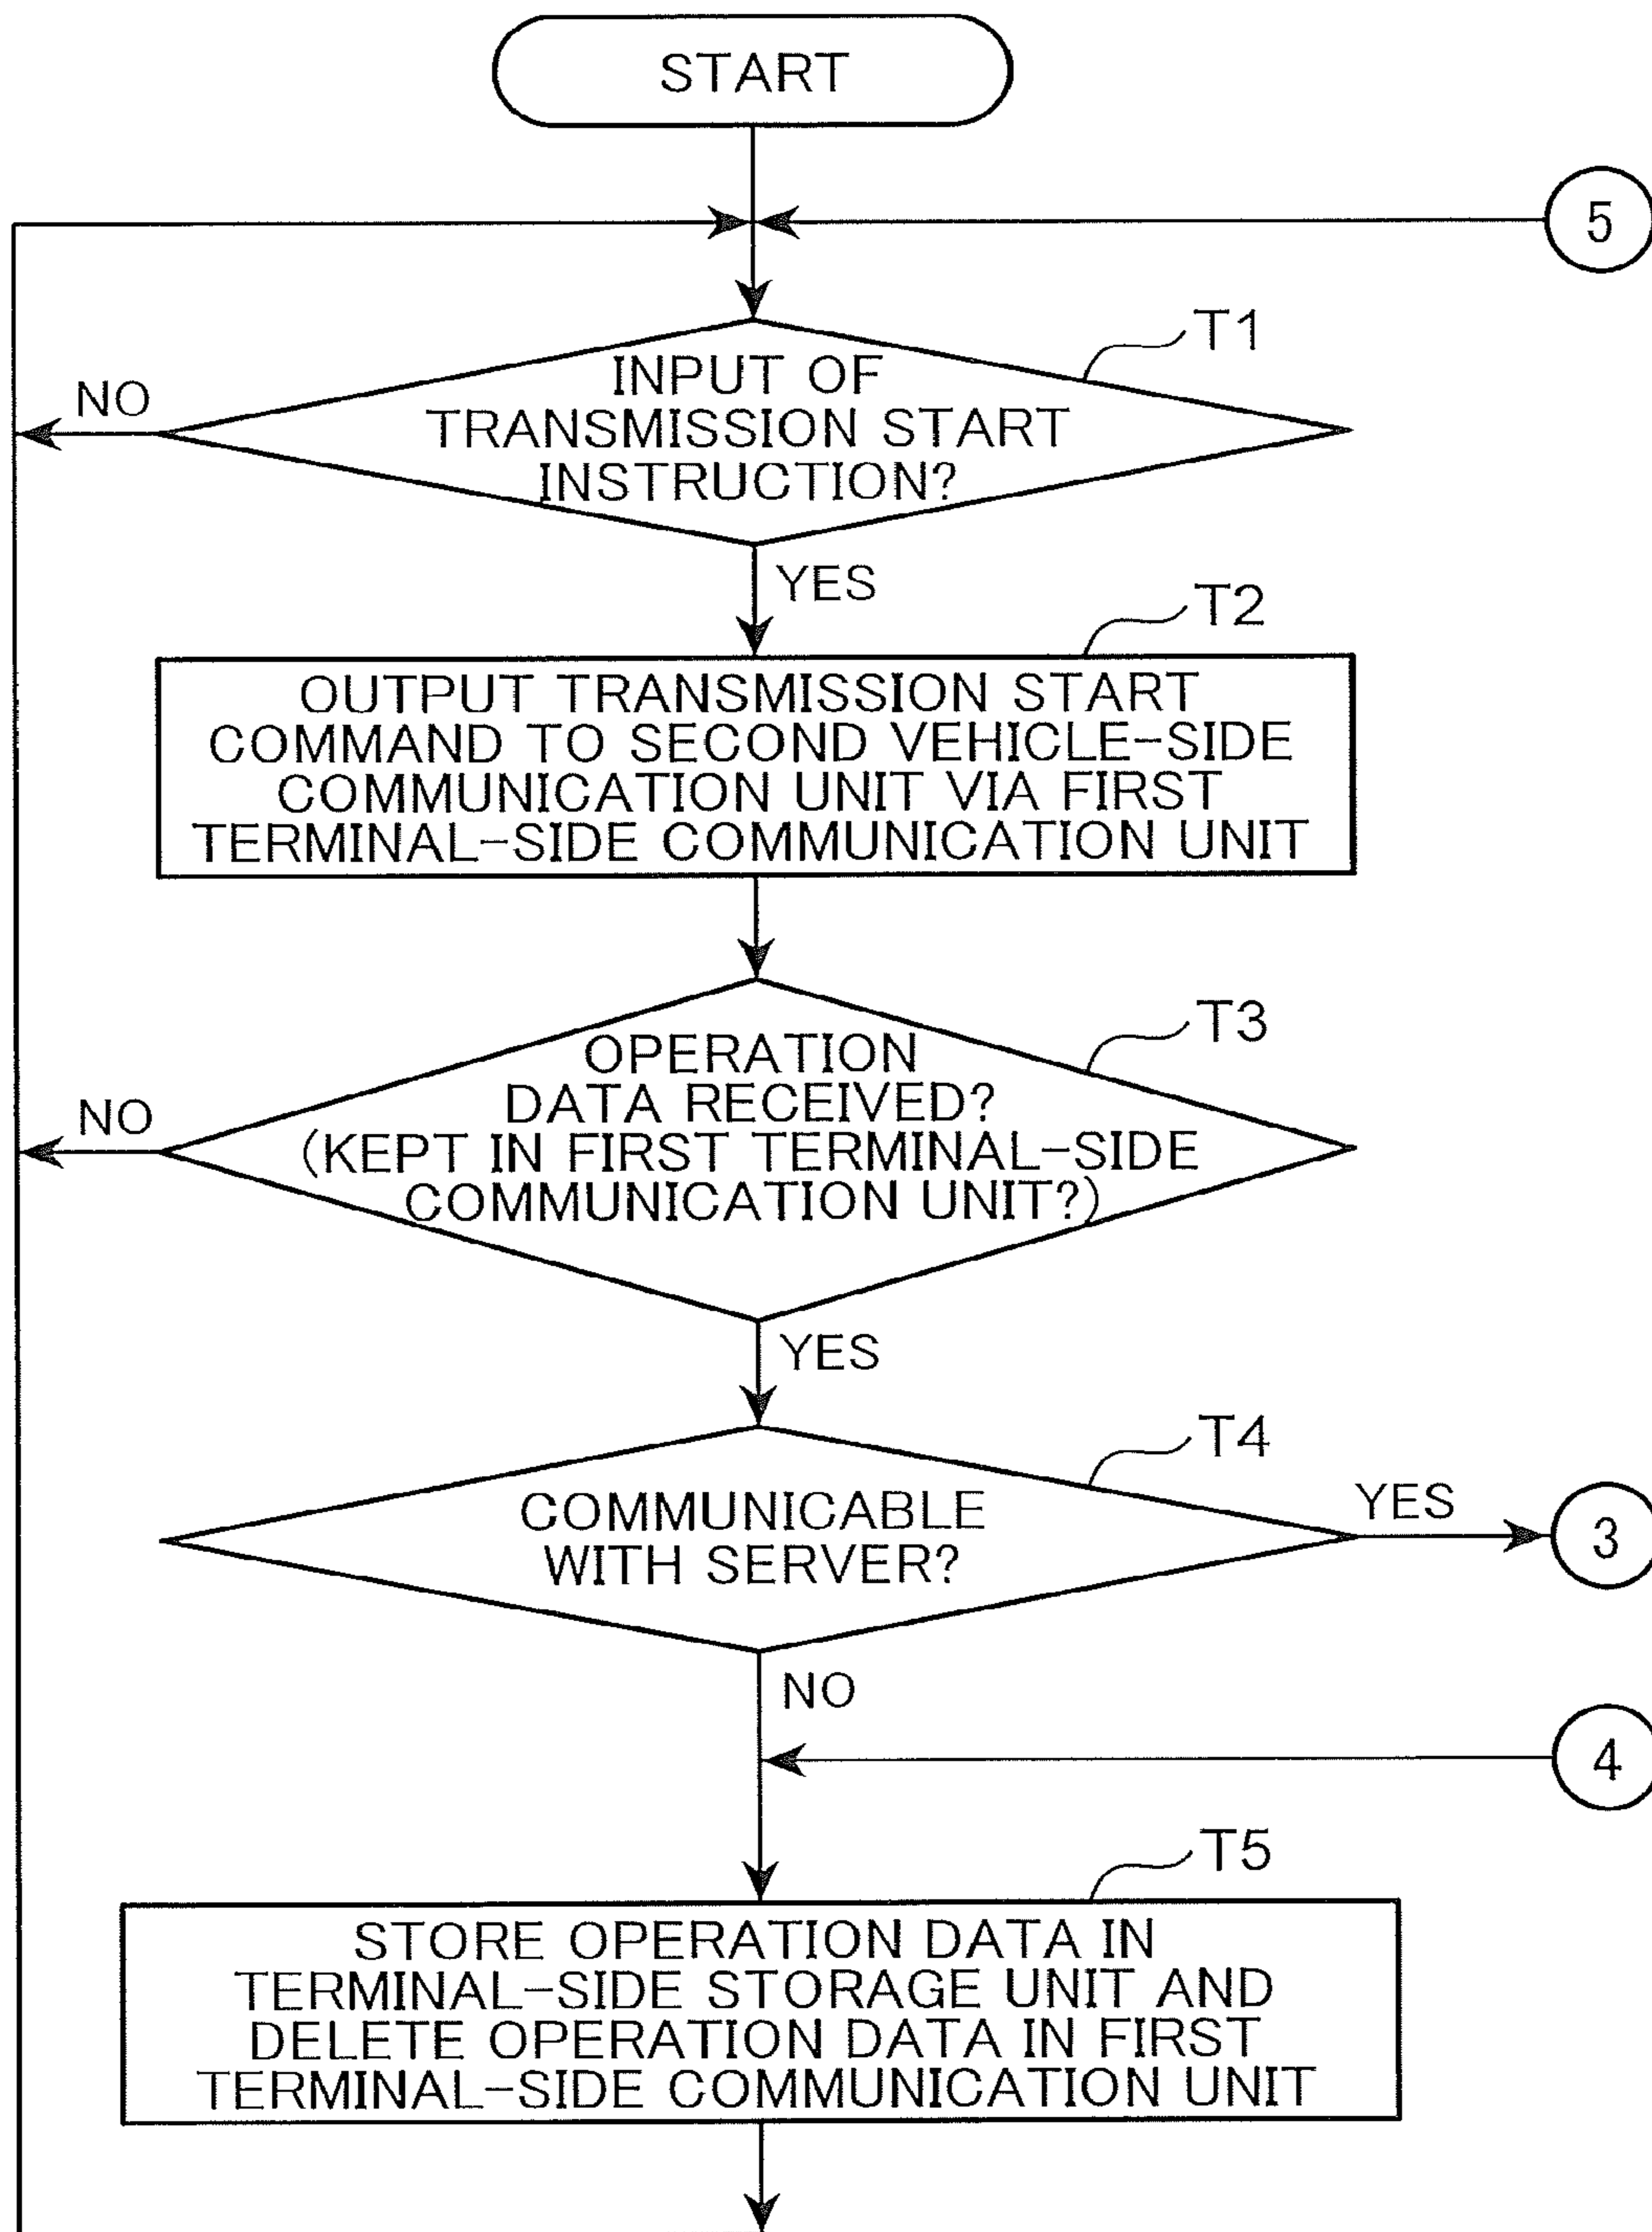 START
5
T1
INPUT OF
TRANSMISSION START
INSTRUCTION?
NO
YES
T2
OUTPUT TRANSMISSION START
COMMAND TO SECOND VEHICLE-SIDE
COMMUNICATION UNIT VIA FIRST
TERMINAL-SIDE COMMUNICATION UNIT
T3
OPERATION
DATA RECEIVED?
(KEPT IN FIRST TERMINAL-SIDE
COMMUNICATION UNIT?)
NO
YES
T4
COMMUNICABLE
WITH SERVER?
YES
3
NO
4
T5
STORE OPERATION DATA IN
TERMINAL-SIDE STORAGE UNIT AND
DELETE OPERATION DATA IN FIRST
TERMINAL-SIDE COMMUNICATION UNIT